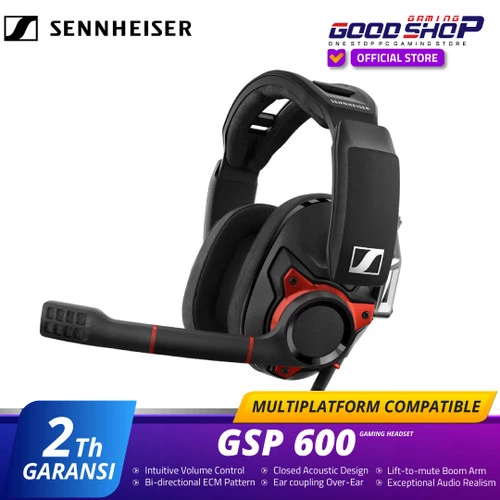 SENNHEISER
GAMING
GOODSHOP
ONE STOP PC GAMING STORE
OFFICIAL STORE
SENNHEISER
MULTIPLATFORM COMPATIBLE
2Th
GARANSI
GSP 600 GAMING HEADSET
• Intuitive Volume Control
• Closed Acoustic Design
• Lift-to-mute Boom Arm
• Bi-directional ECM Pattern
• Ear coupling Over-Ear
• Exceptional Audio Realism